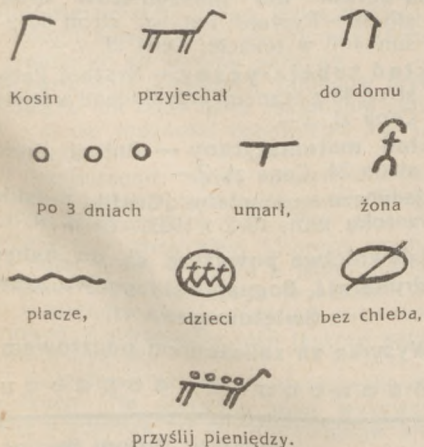 Kosin przyjechał do domu
po 3 dniach umarł, żona
płacze, dzieci bez chleba,
przyślij pieniędzy.